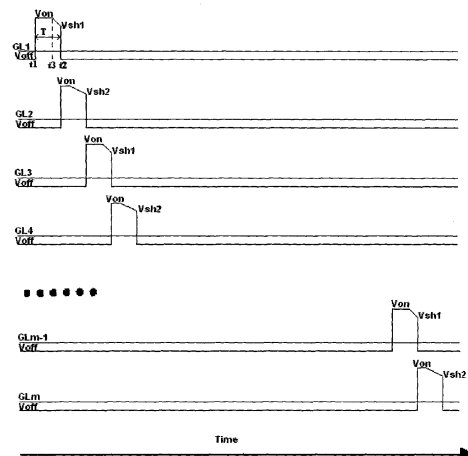 Von
Vsh1
T
GL1
Voff
t1 t3 t2
Von
Vsh2
GL2
Voff
Von
Vsh1
GL3
Voff
Von
Vsh2
GL4
Voff
Von
Vsh1
GLm-1
Voff
Von
Vsh2
GLm
Voff
Time